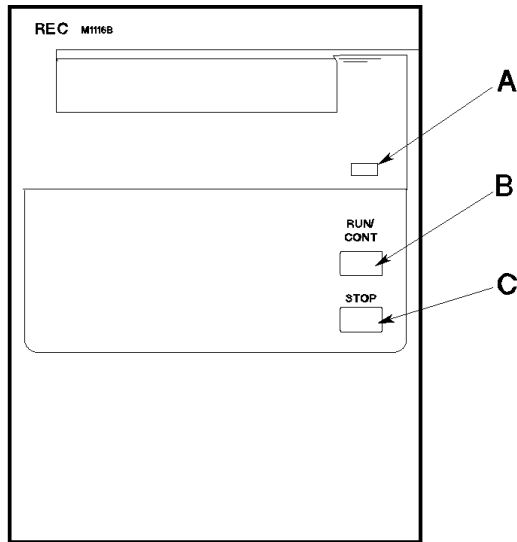 REC M1116B
A
B
RUN/
CONT
C
STOP